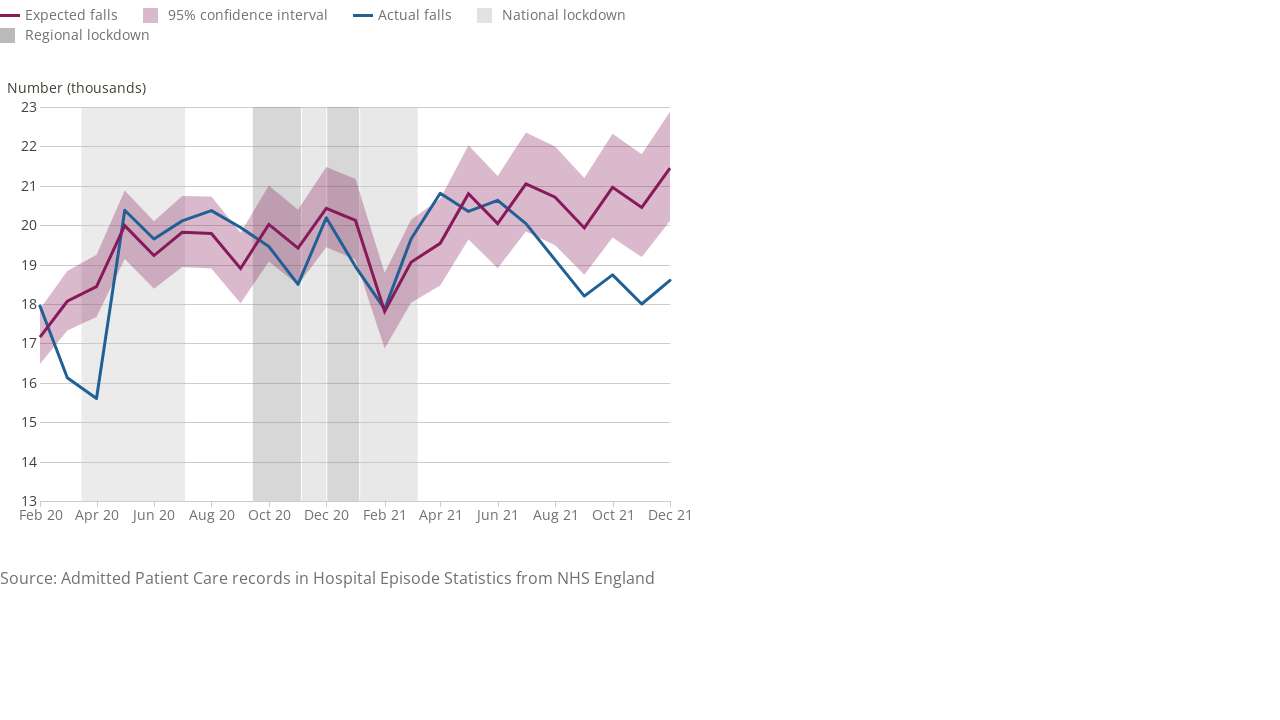 Expected falls 95% confidence interval Actual falls National lockdown
Regional lockdown
Number (thousands)
23
22
21
20
19
18
17
16
15
14
13
Feb 20 Apr 20 Jun 20 Aug 20 Oct 20 Dec 20 Feb 21 Apr 21 Jun 21 Aug 21 Oct 21 Dec 21
Source: Admitted Patient Care records in Hospital Episode Statistics from NHS England